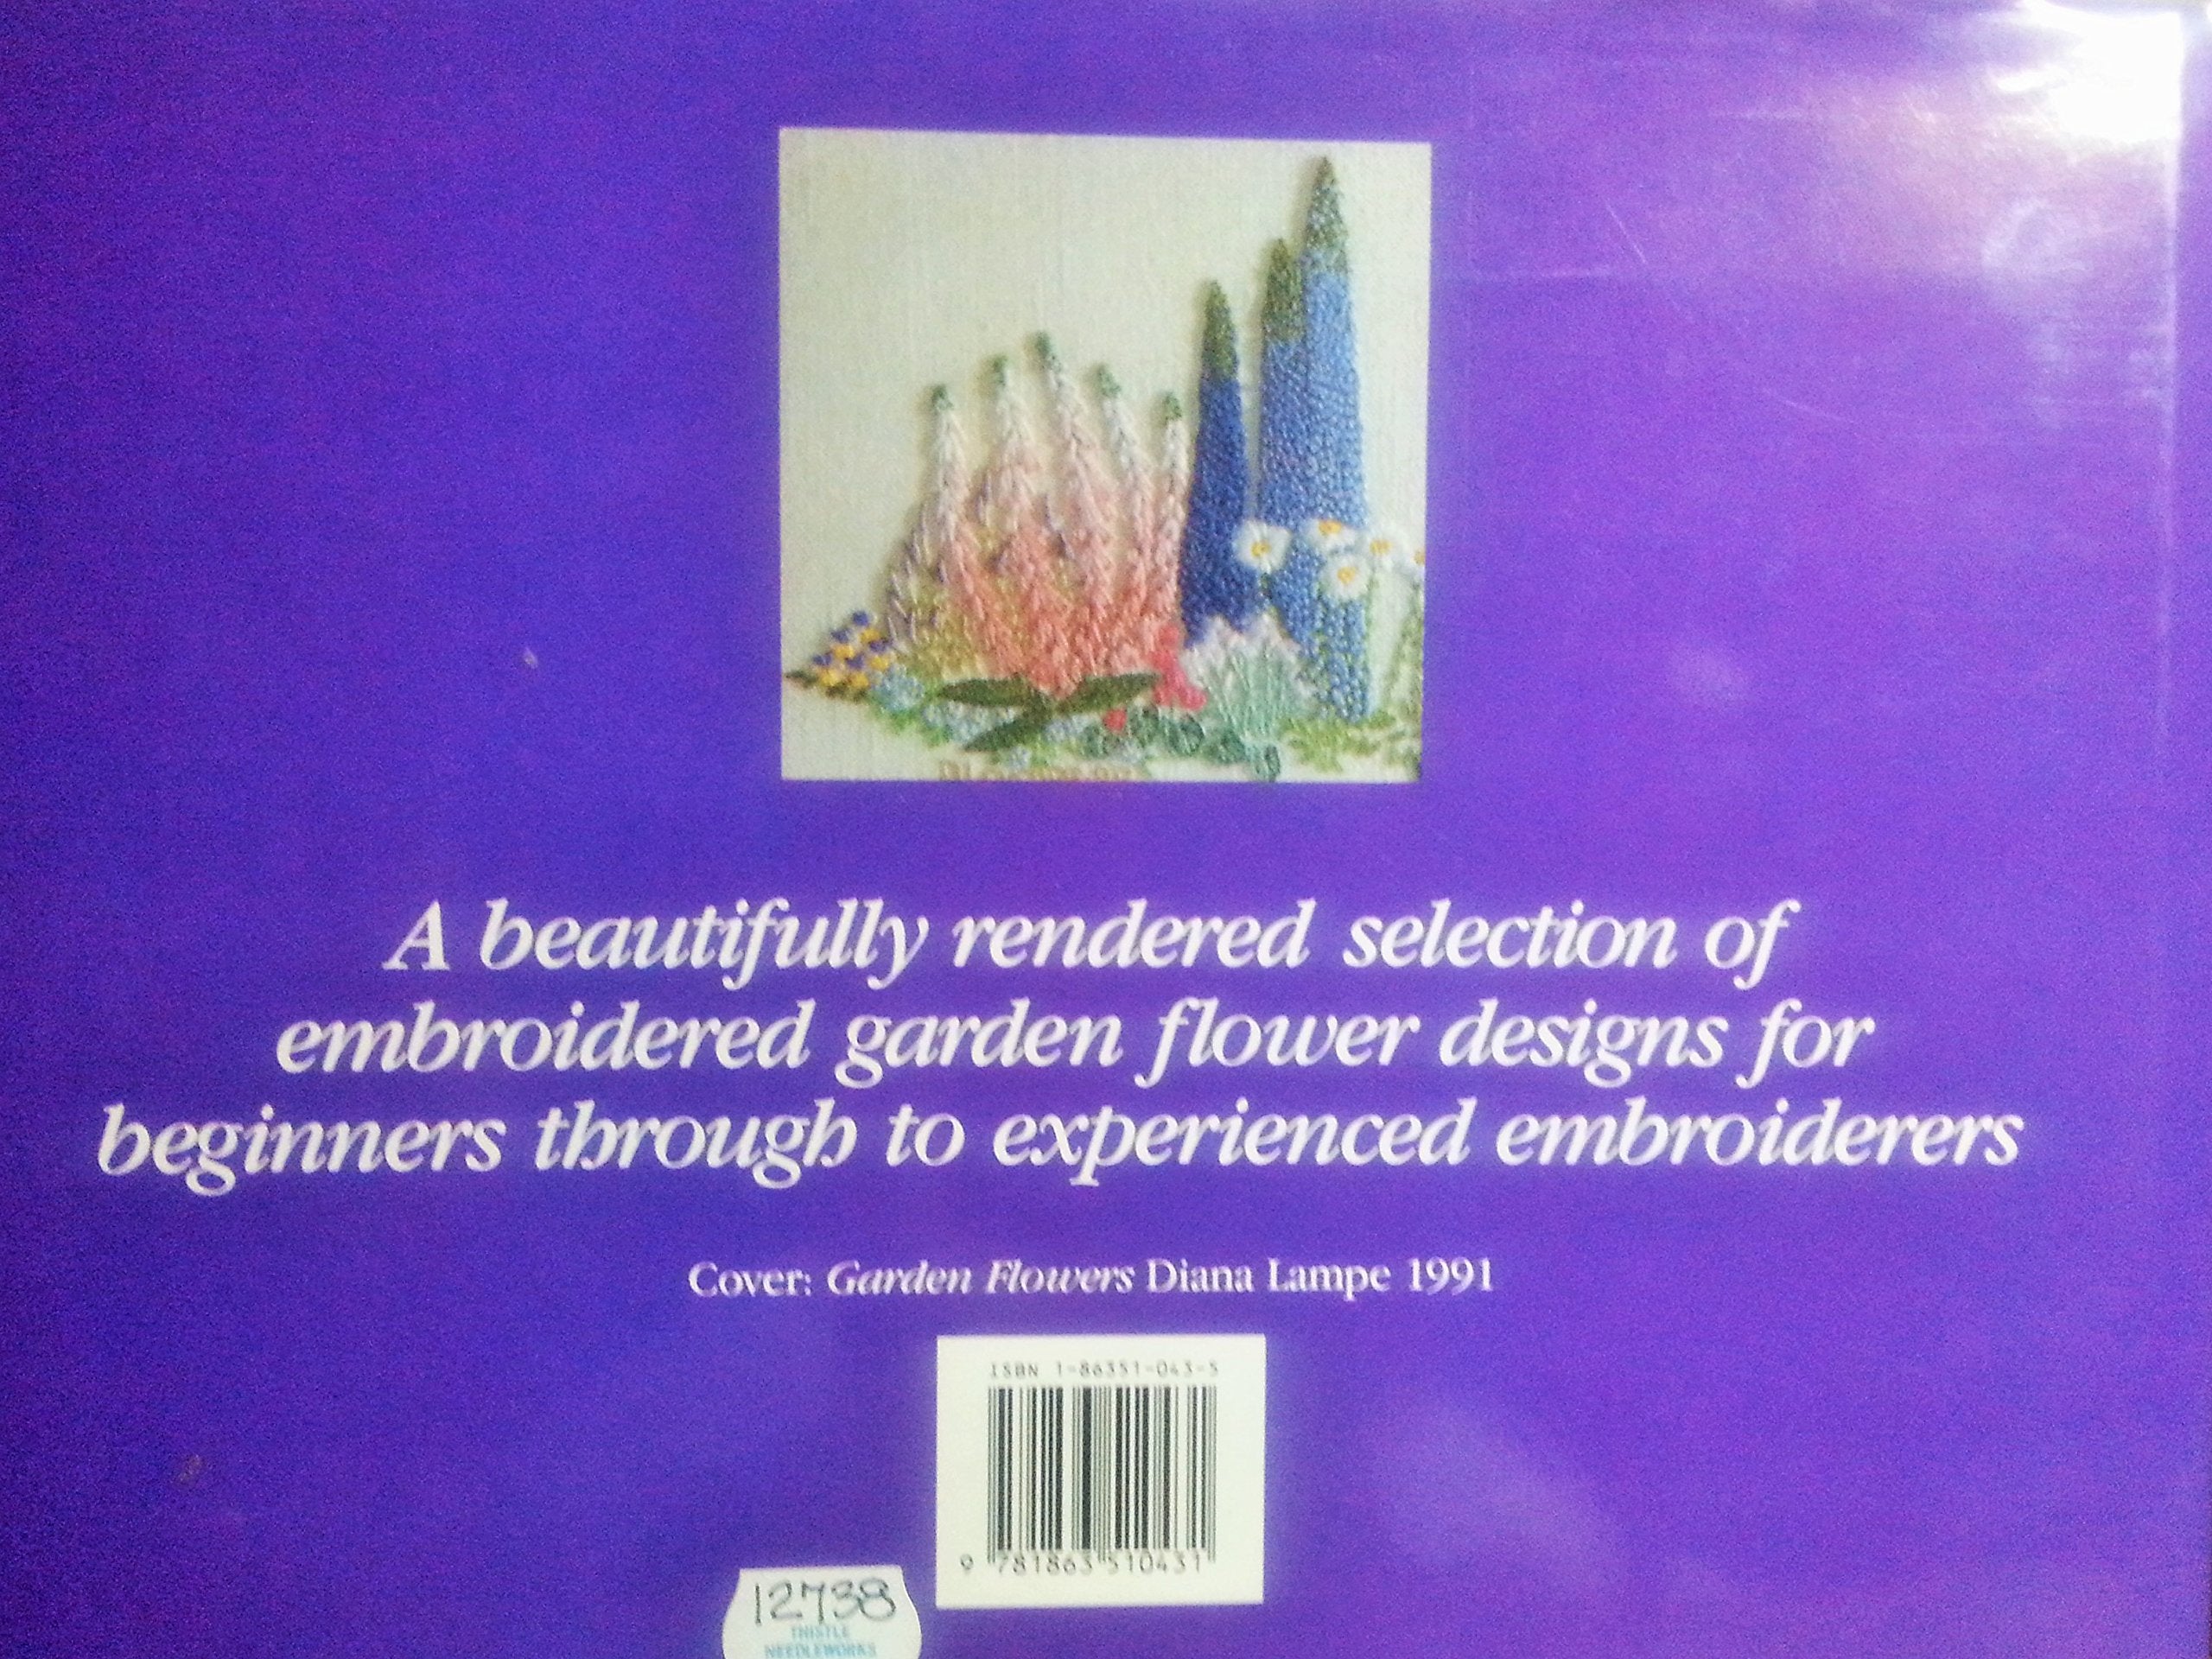 A beautifully rendered selection of
embroidered garden flower designs for
beginners through to experienced embroiderers
Cover: Garden Flowers Diana Lampe 1991
ISBN 1-86351-043-5
9 781863 510431
12738
THISTLE
NEEDLEWORKS